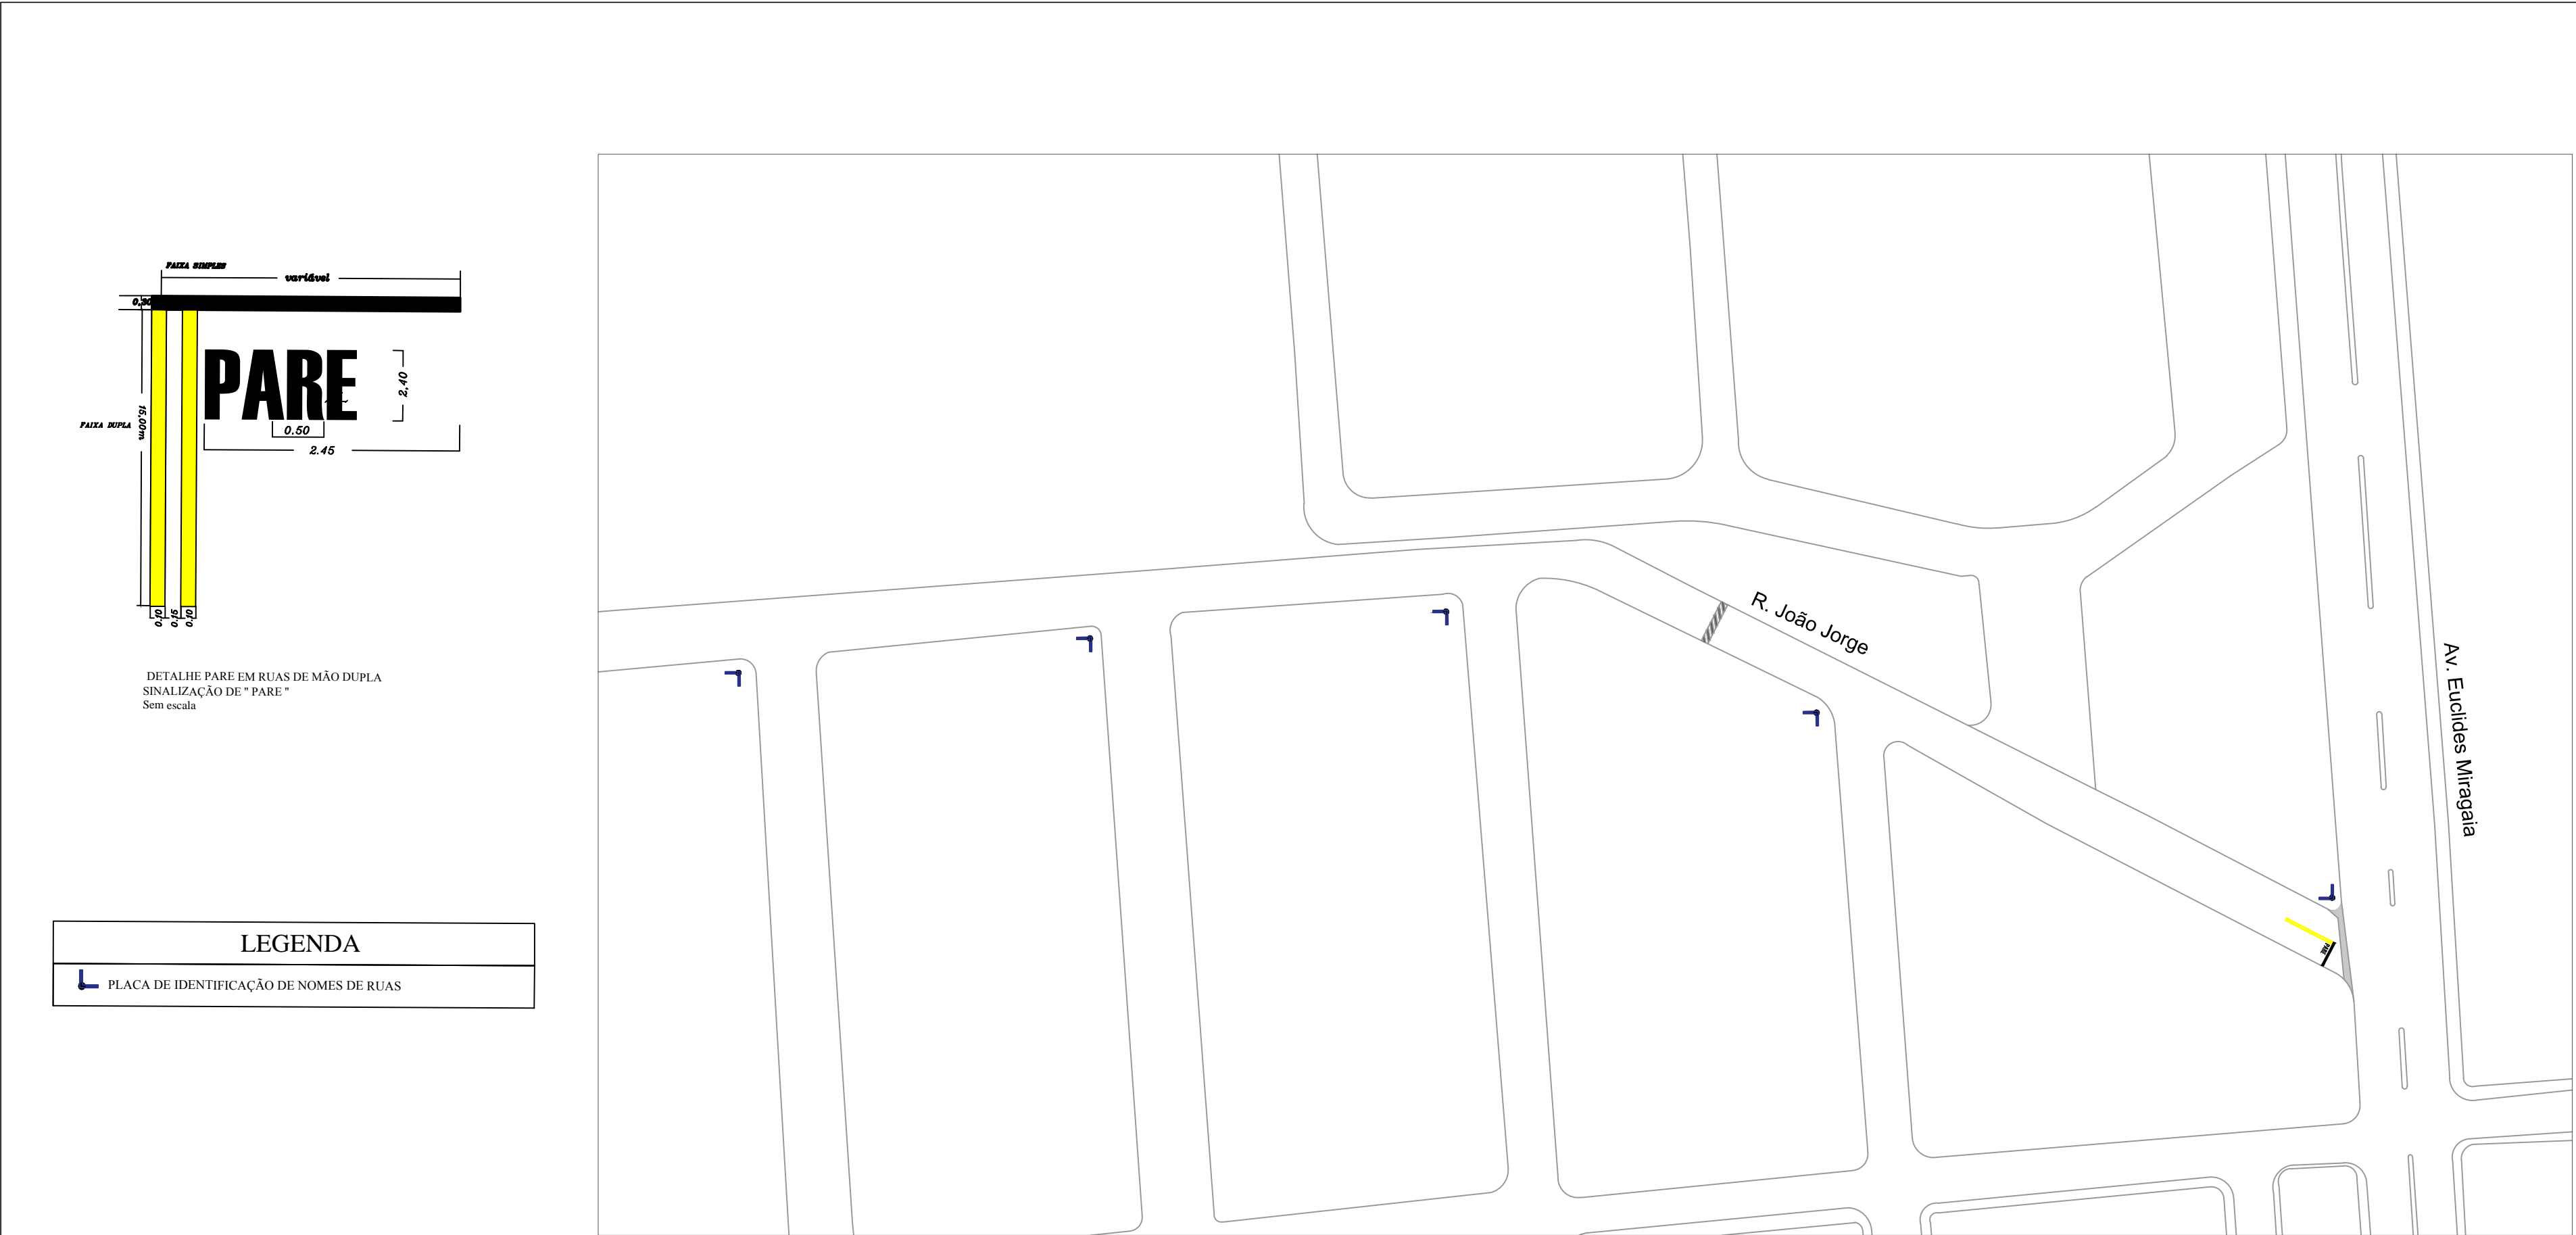 FAIXA SIMPLES
variável
0,30
PARE
2,40
FAIXA DUPLA
15,00m
0.50
2.45
0.10
0.15
0.10
DETALHE PARE EM RUAS DE MÃO DUPLA
SINALIZAÇÃO DE " PARE "
Sem escala
LEGENDA
PLACA DE IDENTIFICAÇÃO DE NOMES DE RUAS
R. João Jorge
Av. Euclides Miragaia
PARE